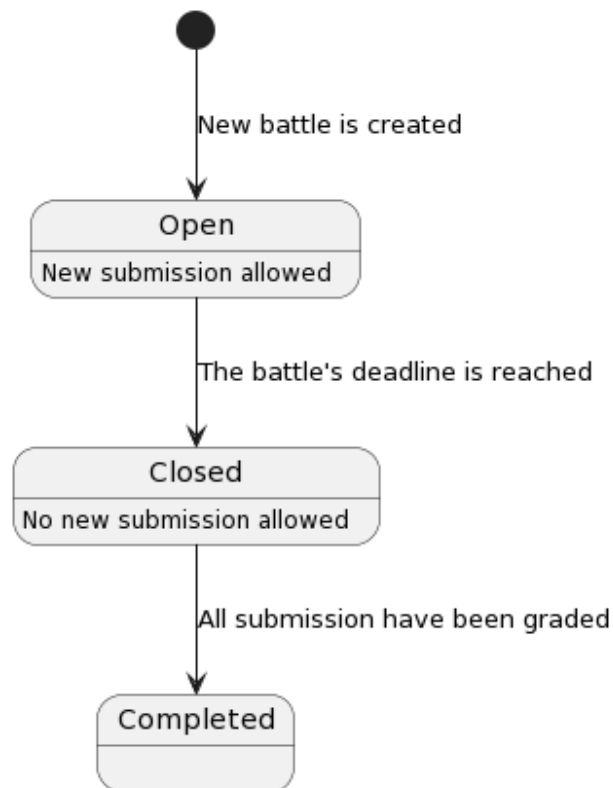 New battle is created
Open
New submission allowed
The battle's deadline is reached
Closed
No new submission allowed
All submission have been graded
Completed